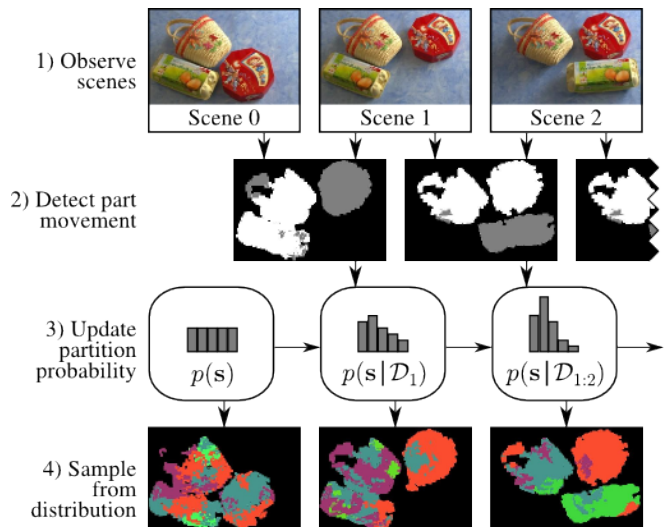 1) Observe
scenes
Scene 0
Scene 1
Scene 2
2) Detect part
movement
3) Update
partition
probability
p(s)
p(s | D₁)
p(s | D₁:₂)
4) Sample
from
distribution